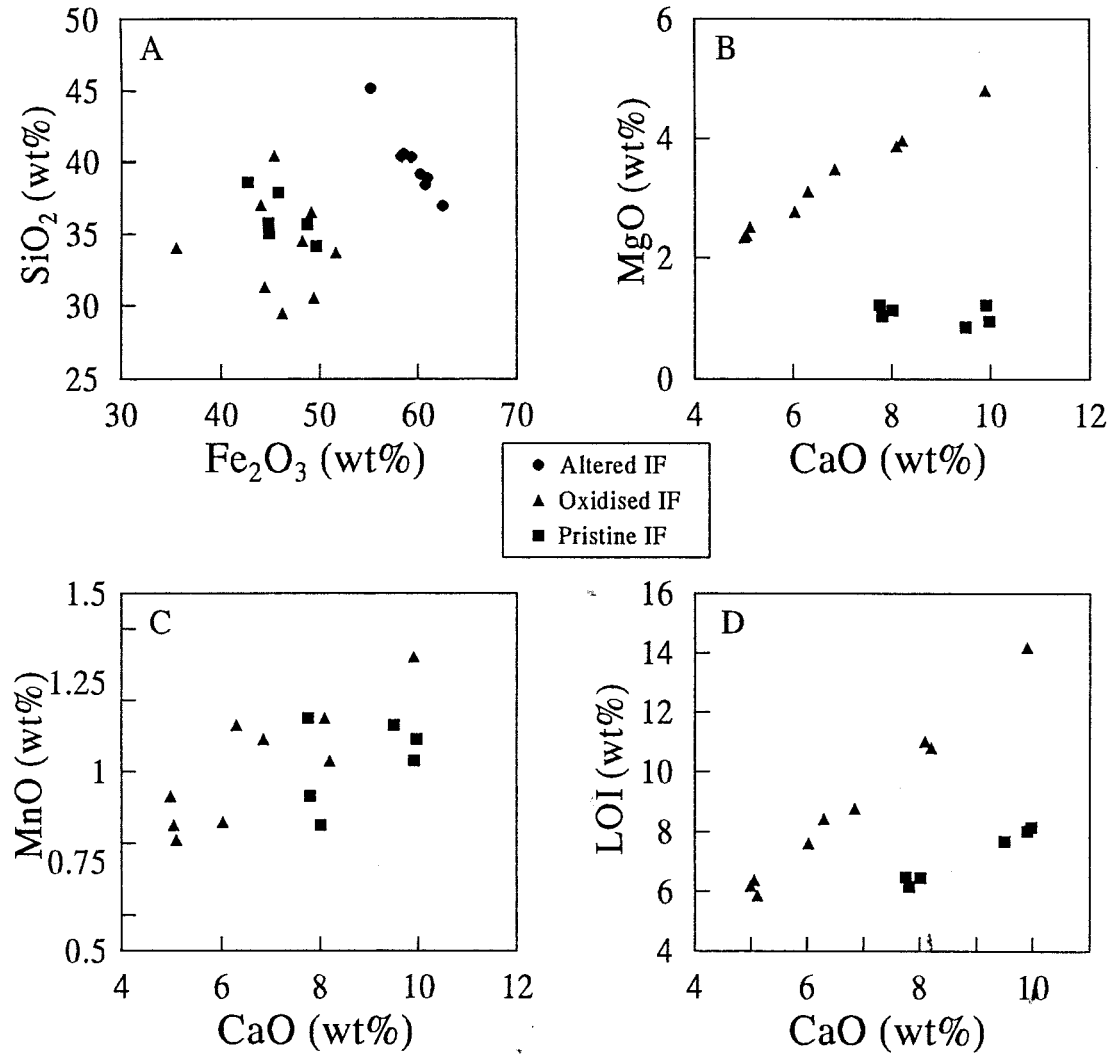 A
50
45
40
35
30
25
SiO₂ (wt%)
30 40 50 60 70
Fe₂O₃ (wt%)
B
6
4
2
0
MgO (wt%)
4 6 8 10 12
CaO (wt%)
Altered IF
Oxidised IF
Pristine IF
C
1.5
1.25
1
0.75
0.5
MnO (wt%)
4 6 8 10 12
CaO (wt%)
D
16
14
12
10
8
6
4
LOI (wt%)
4 6 8 10
CaO (wt%)